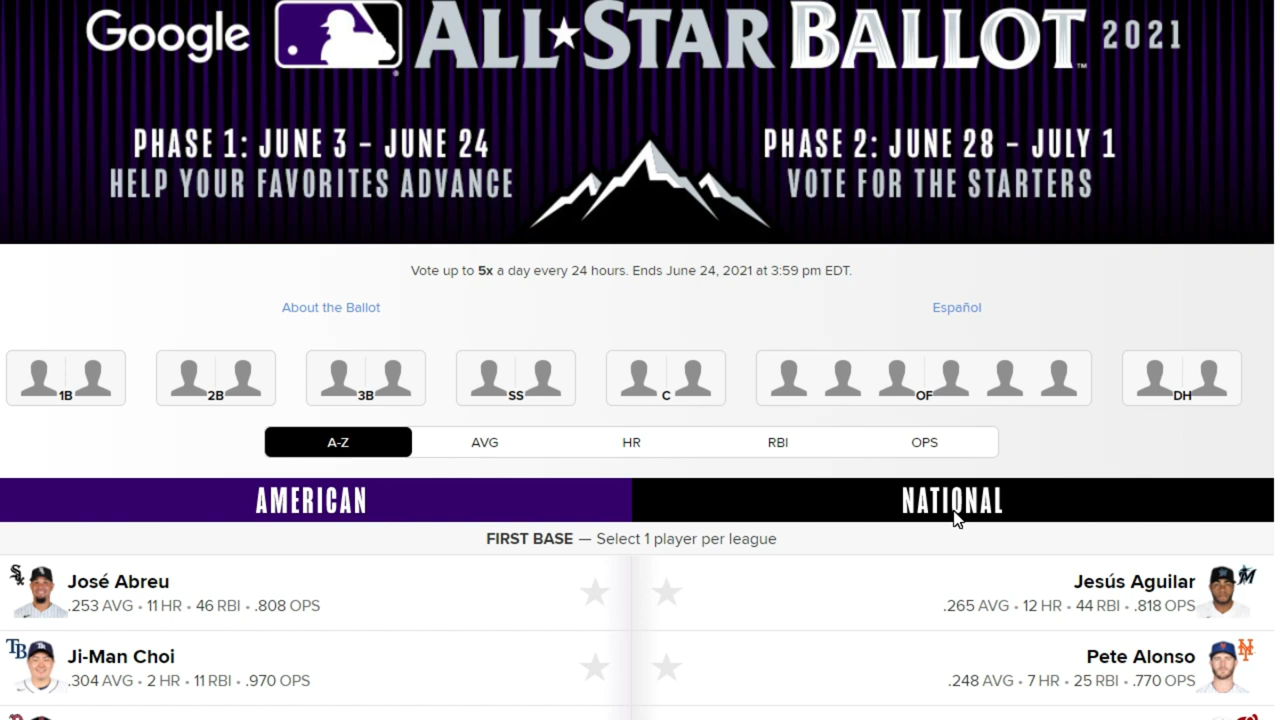 Google ALL★STAR BALLOT™ 2021
PHASE 1: JUNE 3 – JUNE 24
HELP YOUR FAVORITES ADVANCE
PHASE 2: JUNE 28 – JULY 1
VOTE FOR THE STARTERS
Vote up to 5x a day every 24 hours. Ends June 24, 2021 at 3:59 pm EDT.
About the Ballot
Español
1B 2B 3B SS C OF DH
A-Z AVG HR RBI OPS
AMERICAN NATIONAL
FIRST BASE — Select 1 player per league
José Abreu
.253 AVG • 11 HR • 46 RBI • .808 OPS
Jesús Aguilar
.265 AVG • 12 HR • 44 RBI • .818 OPS
TB
Ji-Man Choi
.304 AVG • 2 HR • 11 RBI • .970 OPS
Pete Alonso
.248 AVG • 7 HR • 25 RBI • .770 OPS